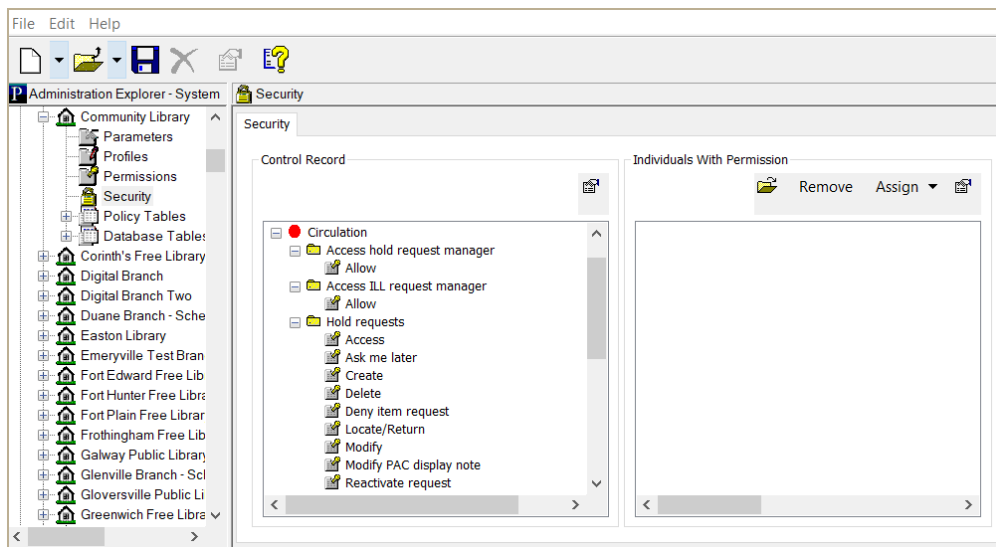 File Edit Help
Administration Explorer - System
Community Library
Parameters
Profiles
Permissions
Security
Policy Tables
Database Tables
Corinth's Free Library
Digital Branch
Digital Branch Two
Duane Branch - Sche
Easton Library
Emeryville Test Bran
Fort Edward Free Lib
Fort Hunter Free Libra
Fort Plain Free Librar
Frothingham Free Lib
Galway Public Library
Glenville Branch - Scl
Gloversville Public Li
Greenwich Free Libra
Security
Security
Control Record
Circulation
Access hold request manager
Allow
Access ILL request manager
Allow
Hold requests
Access
Ask me later
Create
Delete
Deny item request
Locate/Return
Modify
Modify PAC display note
Reactivate request
Individuals With Permission
Remove Assign